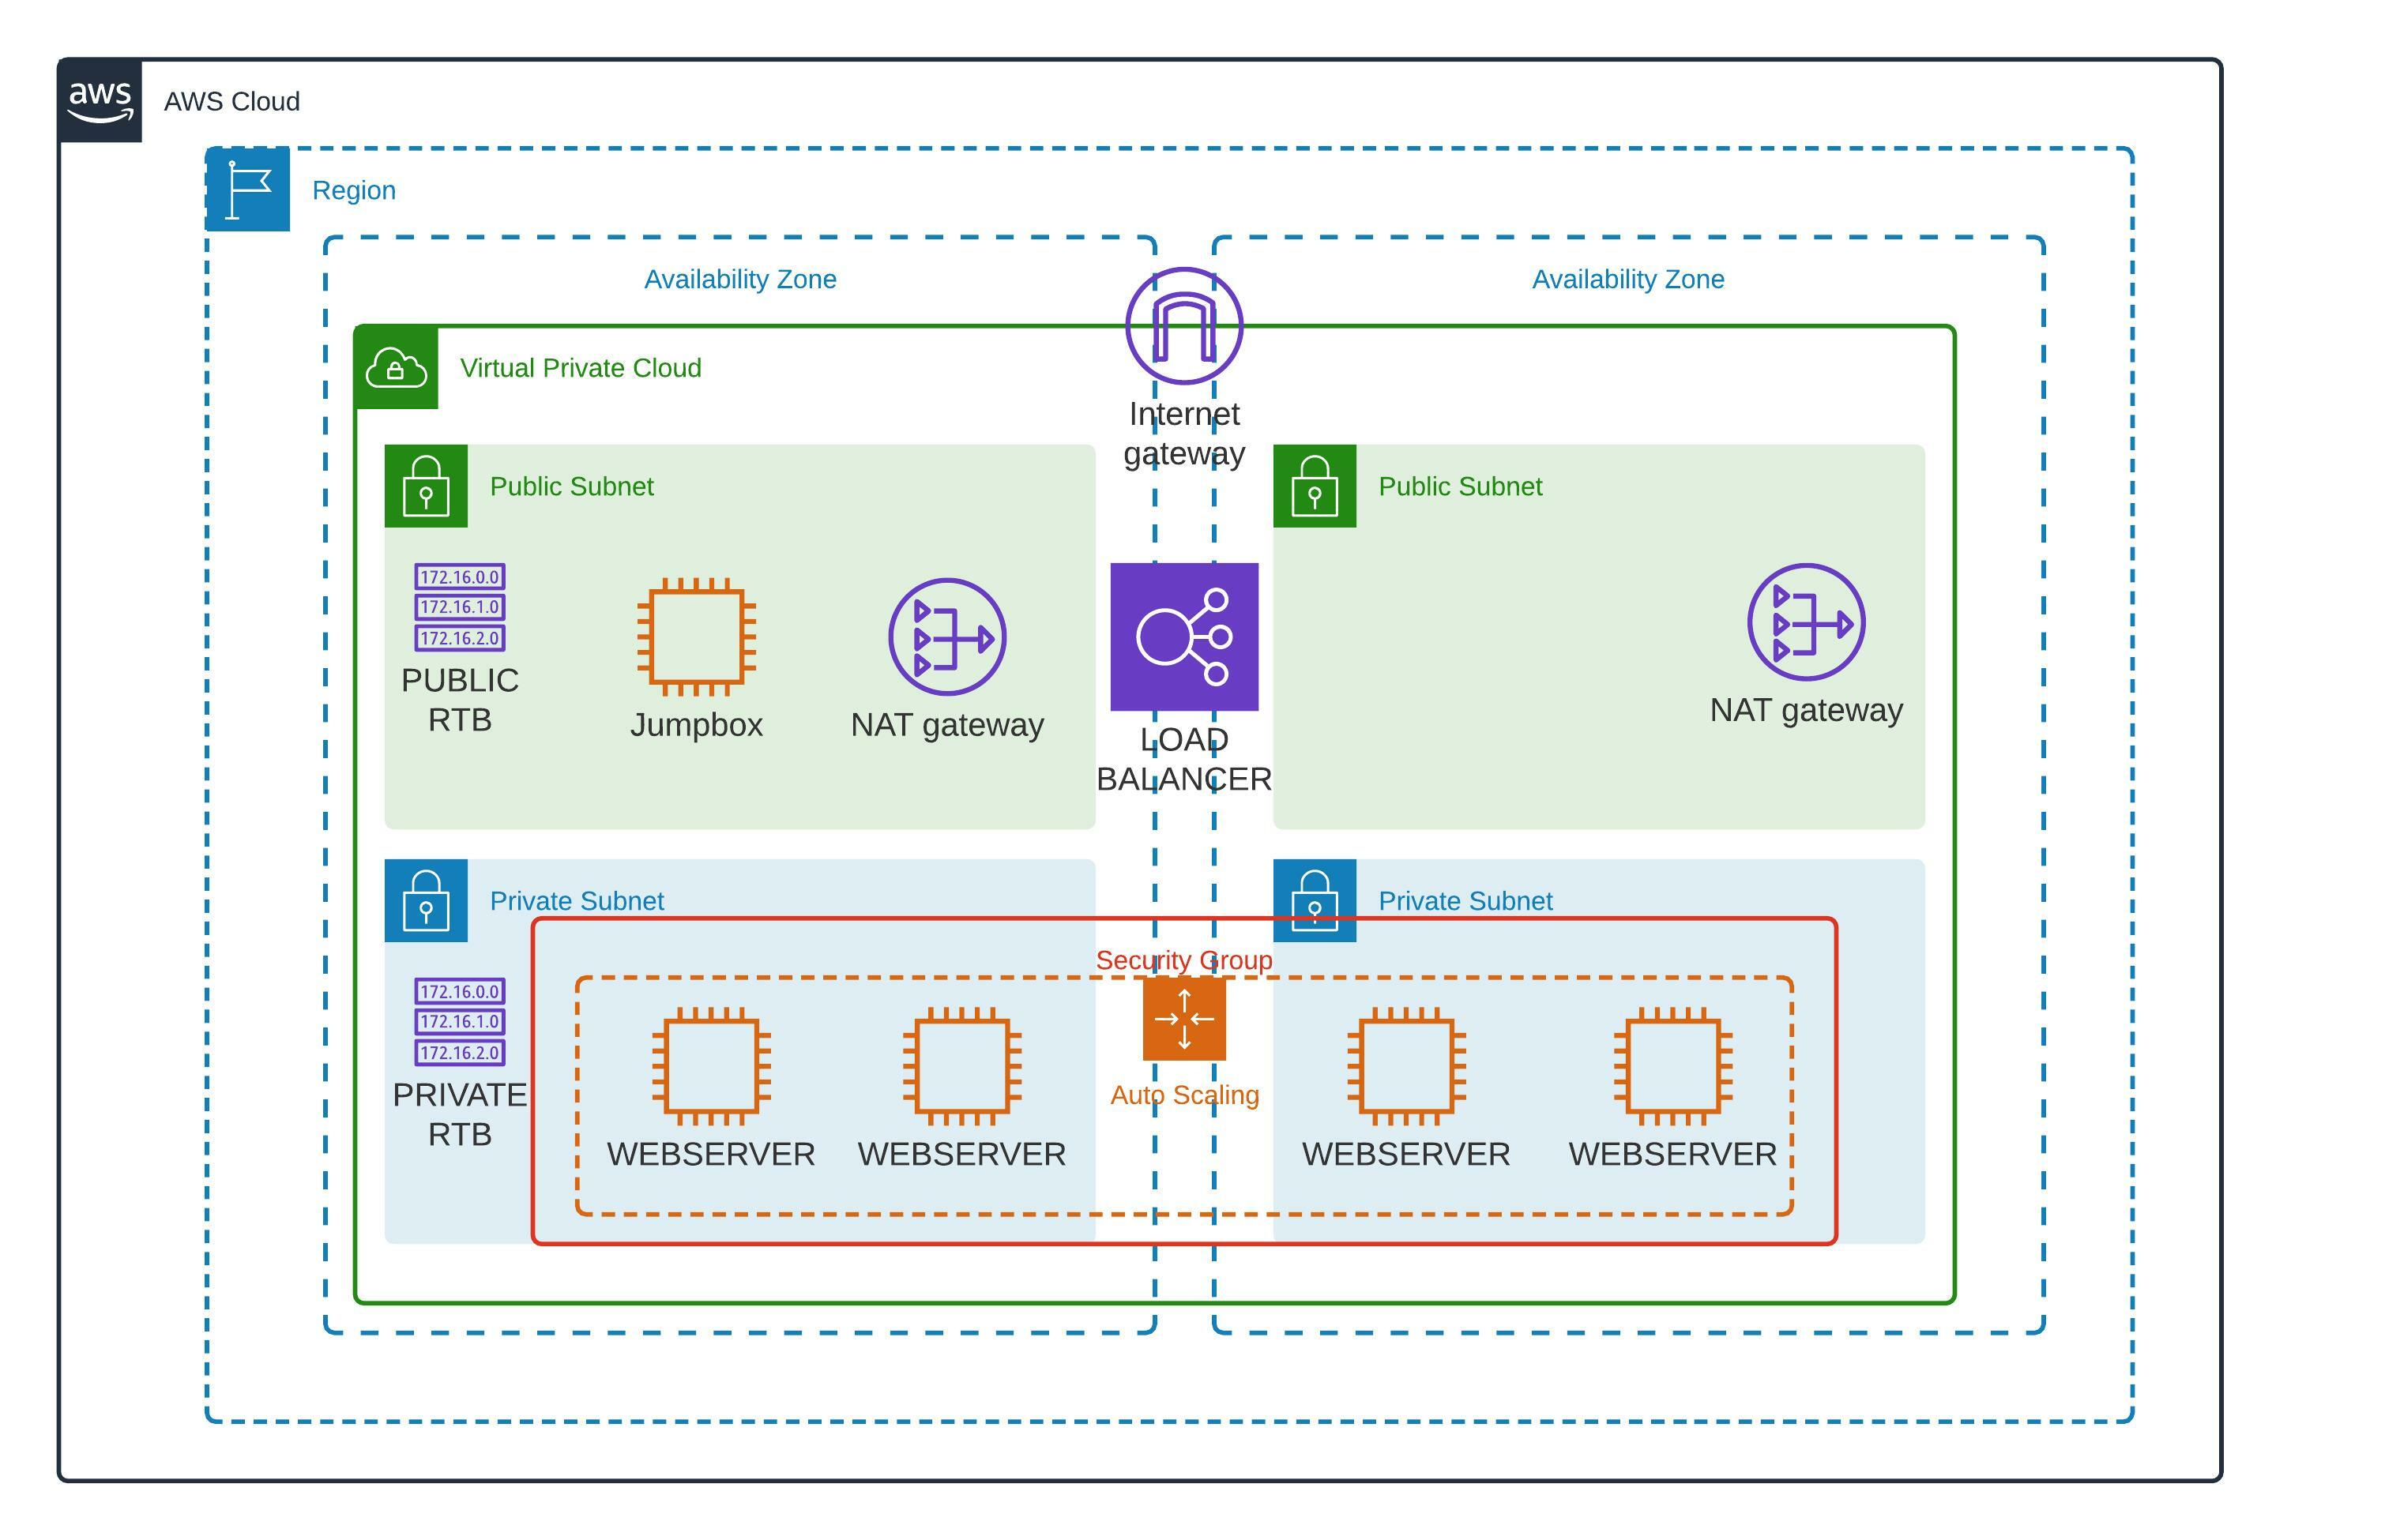 aws
AWS Cloud
Region
Availability Zone
Availability Zone
Virtual Private Cloud
Internet
gateway
Public Subnet
Public Subnet
172.16.0.0
172.16.1.0
172.16.2.0
PUBLIC
RTB
Jumpbox
NAT gateway
LOAD
BALANCER
NAT gateway
Private Subnet
Private Subnet
Security Group
172.16.0.0
172.16.1.0
172.16.2.0
PRIVATE
RTB
WEBSERVER
WEBSERVER
Auto Scaling
WEBSERVER
WEBSERVER